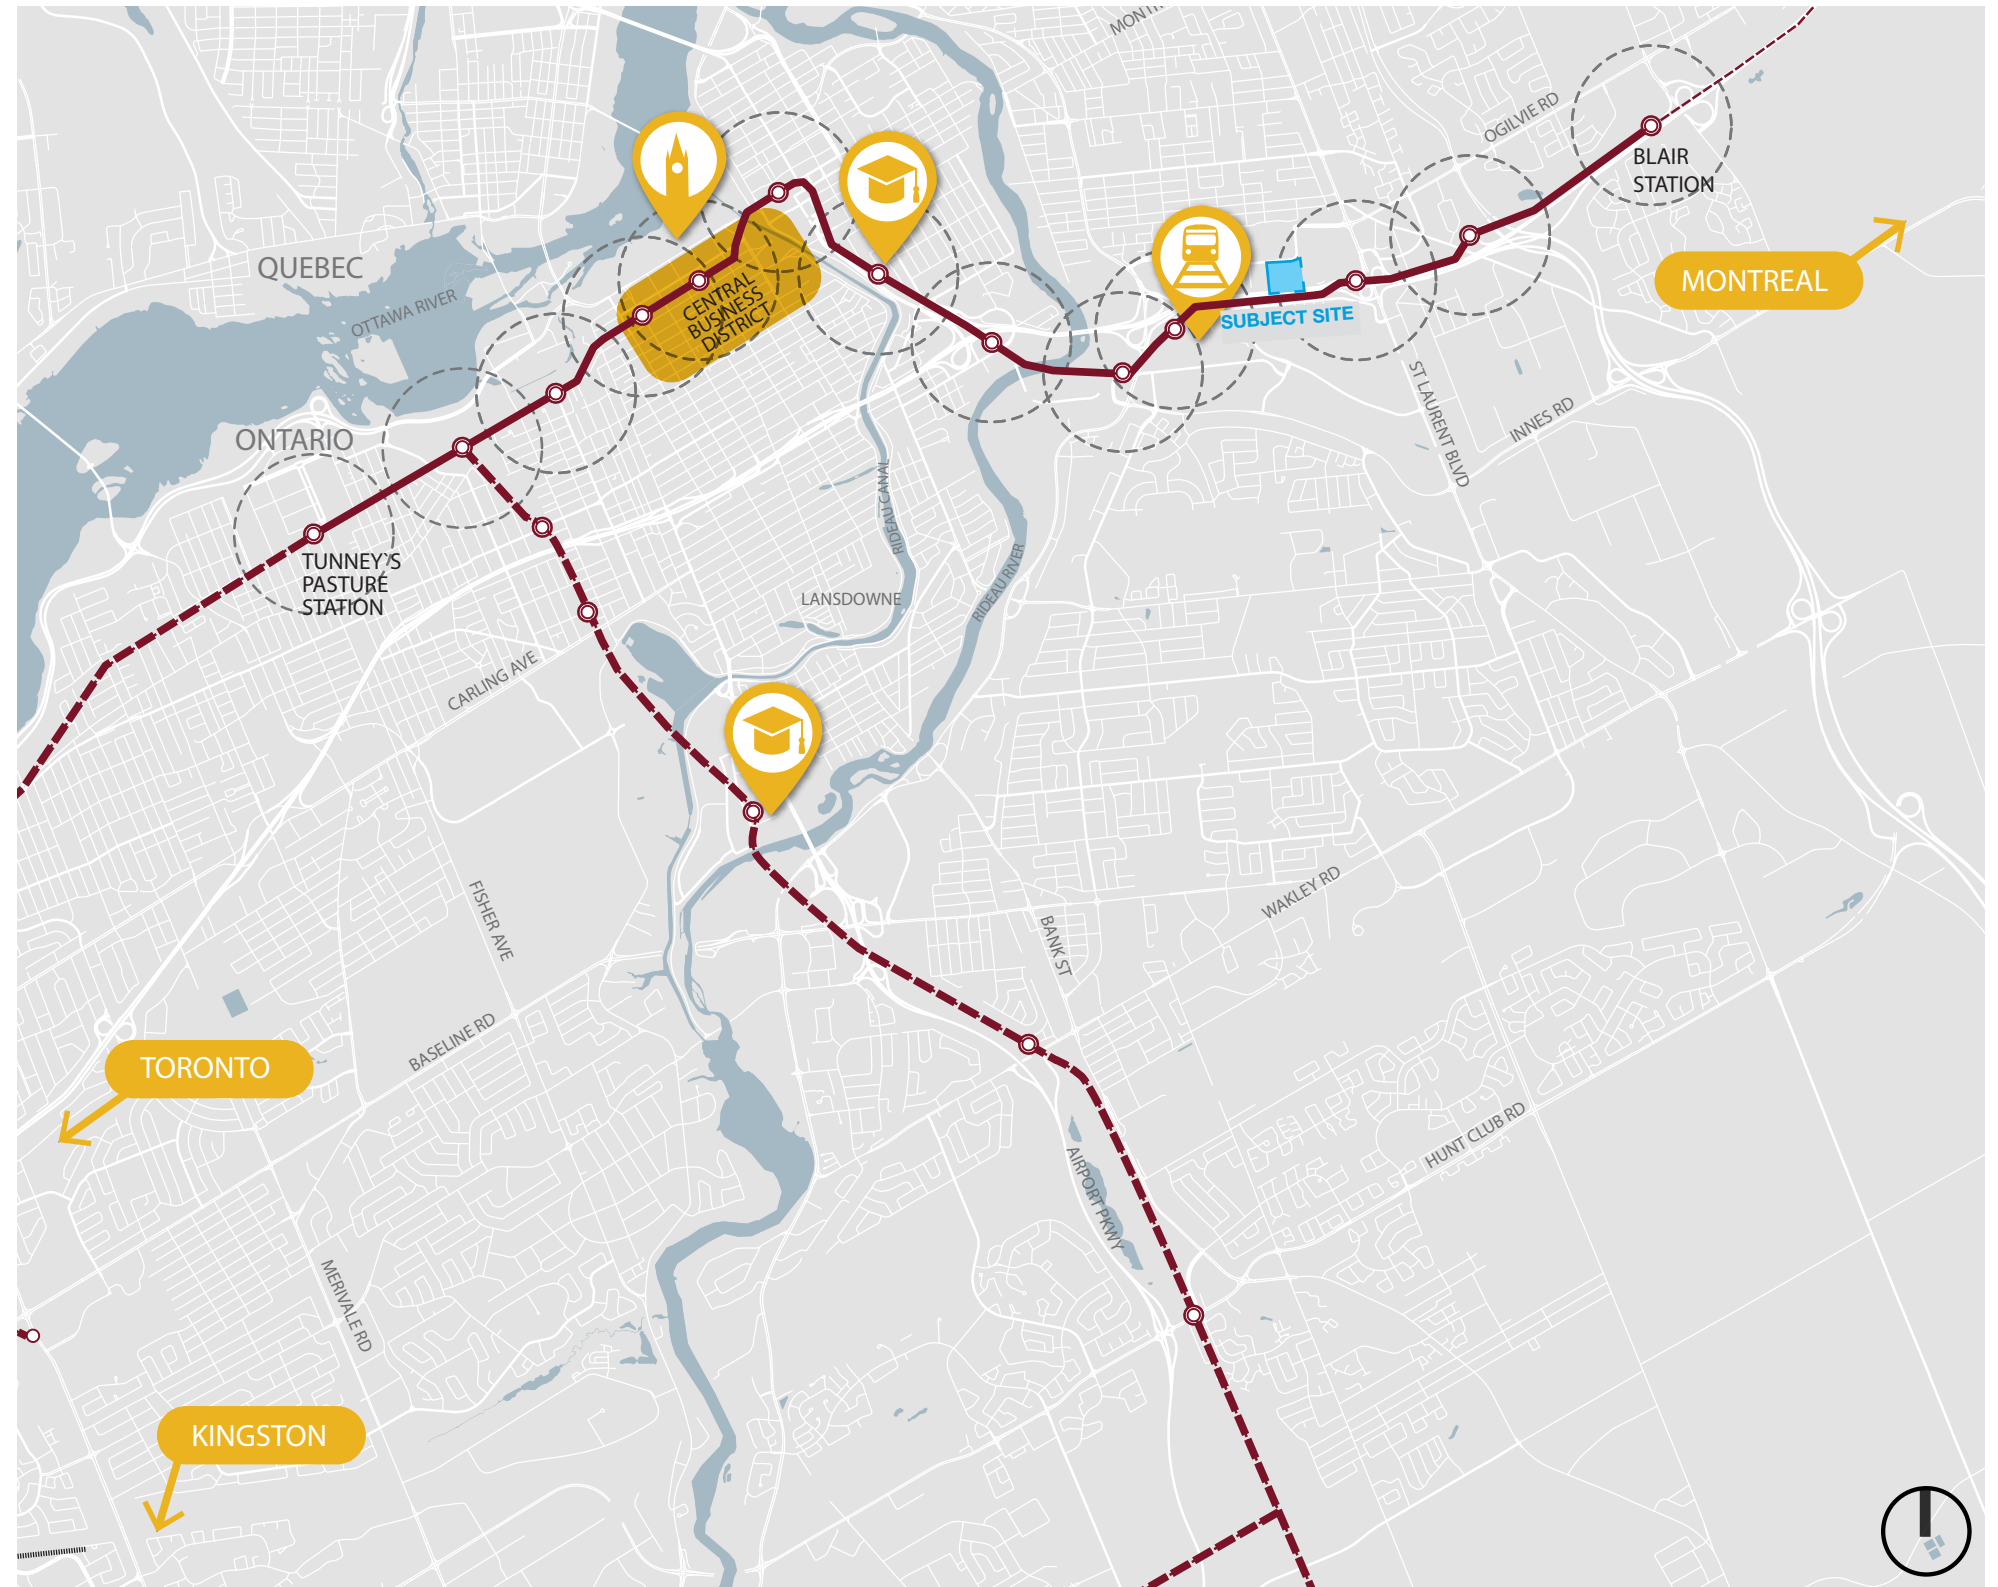 MONTR
OGILVIE RD
BLAIR
STATION
QUEBEC
OTTAWA RIVER
MONTREAL
CENTRAL
BUSINESS
DISTRICT
SUBJECT SITE
ONTARIO
ST LAURENT BLVD
INNES RD
RIDEAU CANAL
TUNNEY`S
PASTURE
STATION
LANSDOWNE
RIDEAU RIVER
CARLING AVE
FISHER AVE
WAKLEY RD
BANK ST
BASELINE RD
TORONTO
HUNT CLUB RD
AIRPORT PKWY
MERIVALE RD
KINGSTON